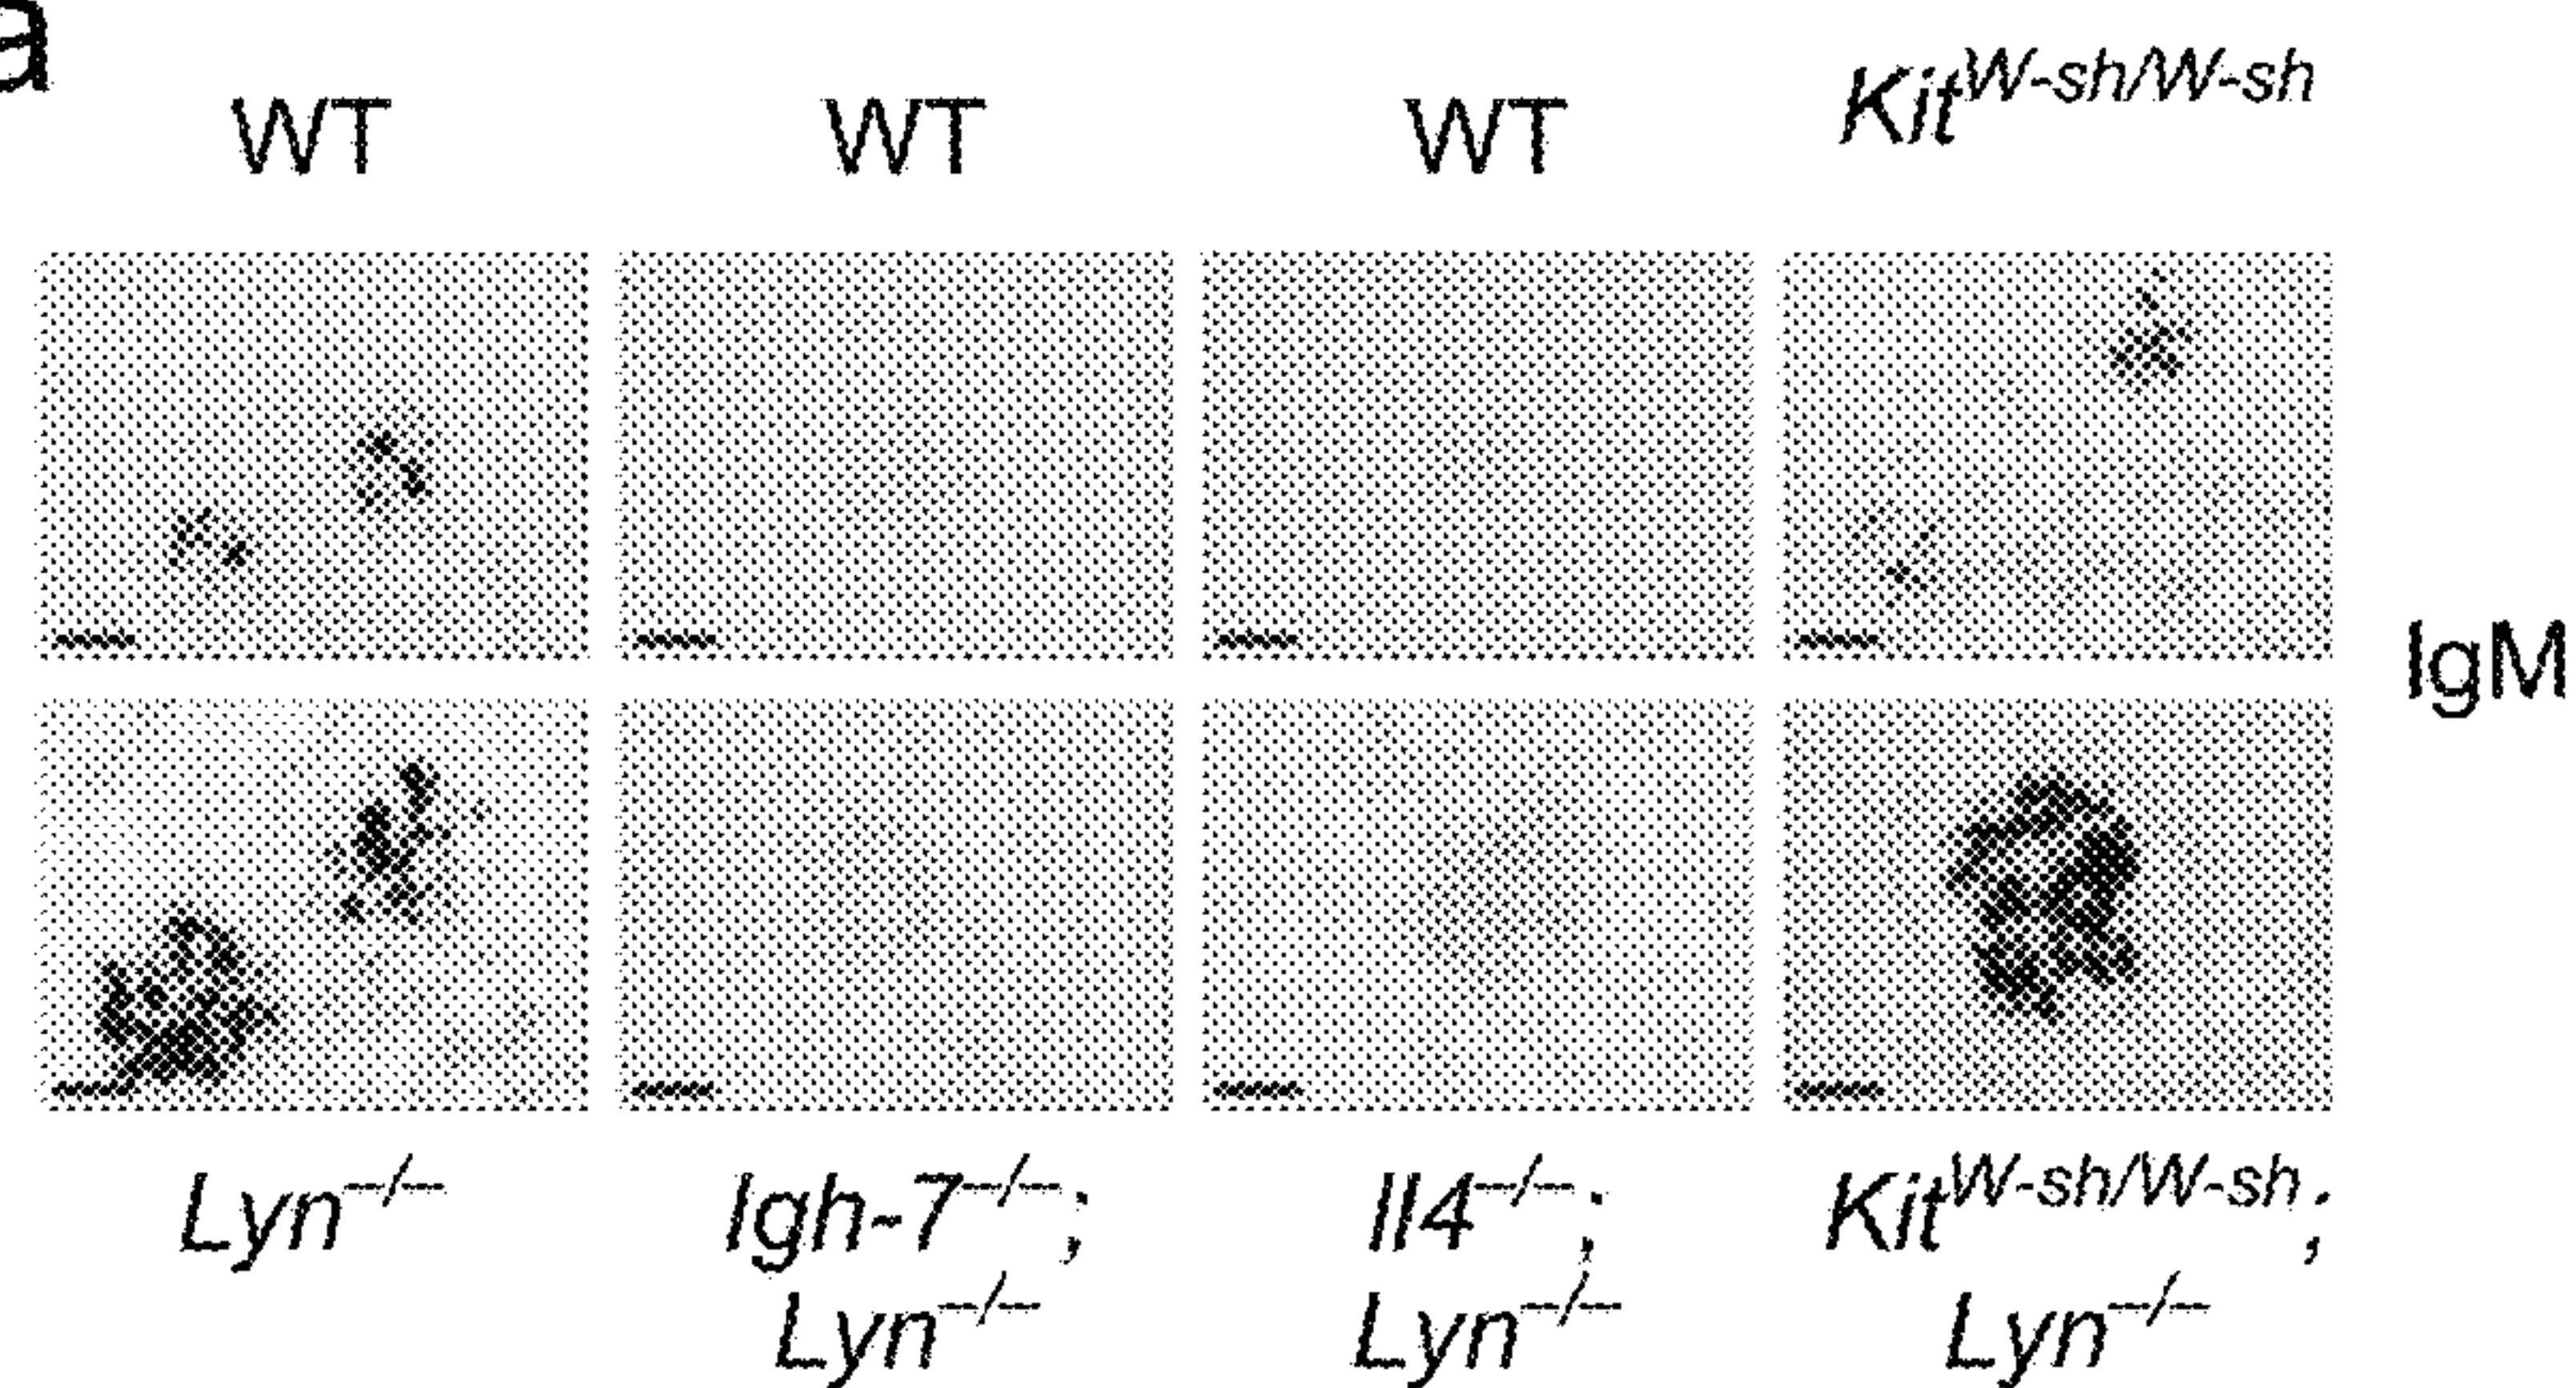 a
WT WT WT Kit^W-sh/W-sh
IgM
Lyn–/– Igh-7–/–; Il4–/–; Kit^W-sh/W-sh;
Lyn–/– Lyn–/– Lyn–/–